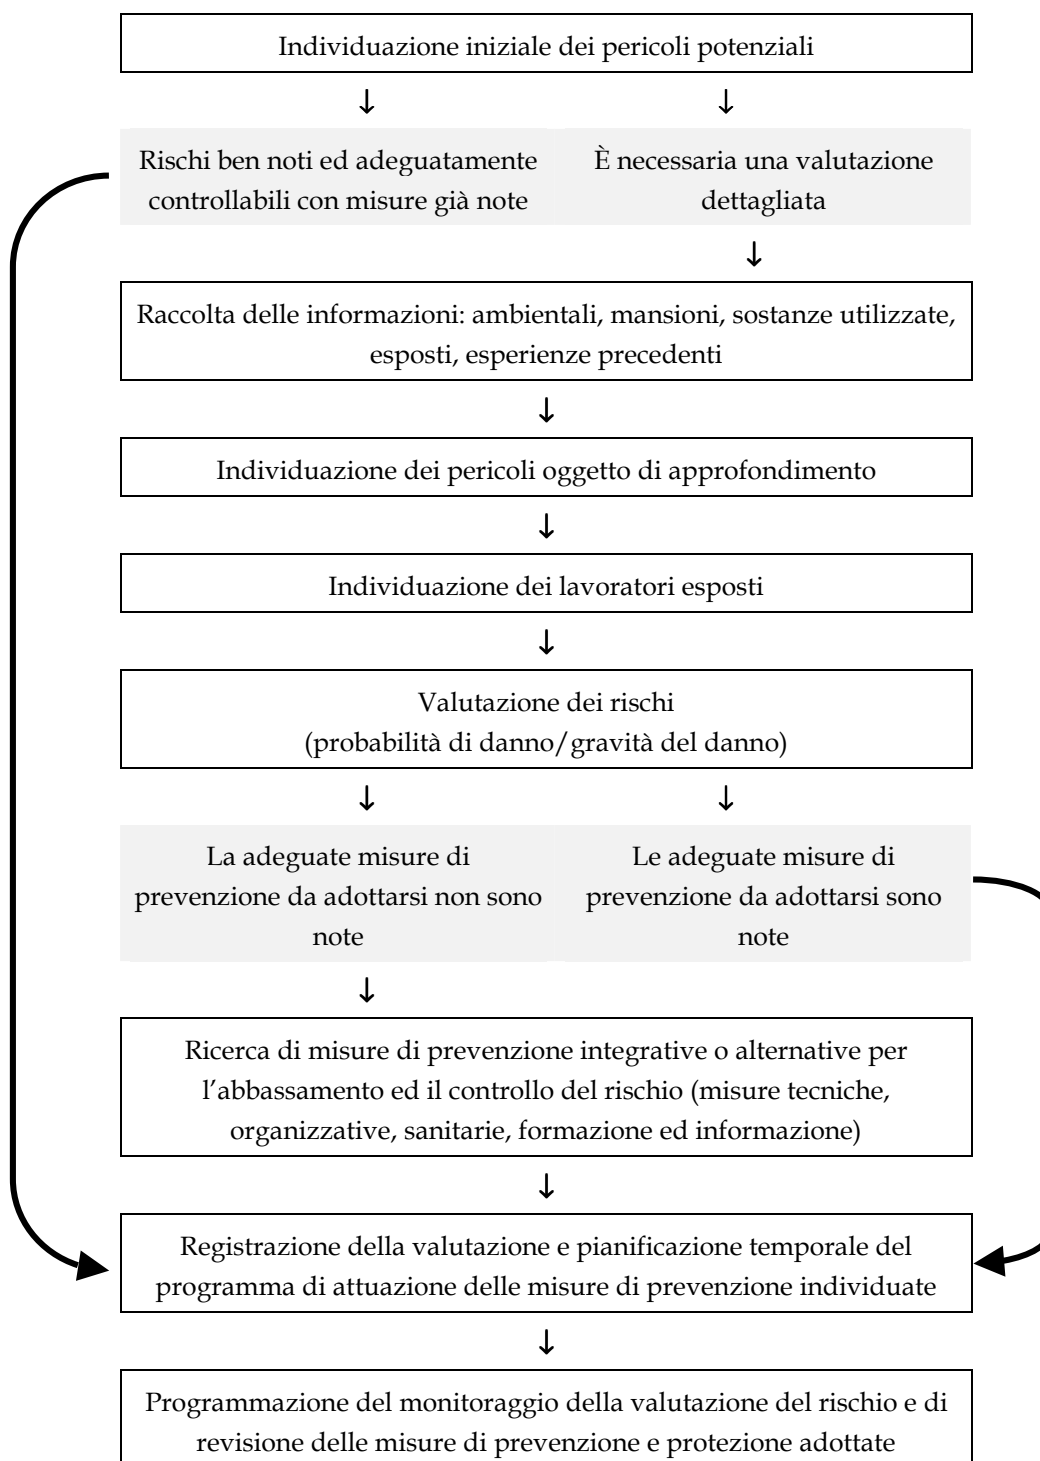 Individuazione iniziale dei pericoli potenziali
↓ ↓
Rischi ben noti ed adeguatamente
controllabili con misure già note
È necessaria una valutazione
dettagliata
↓
Raccolta delle informazioni: ambientali, mansioni, sostanze utilizzate,
esposti, esperienze precedenti
↓
Individuazione dei pericoli oggetto di approfondimento
↓
Individuazione dei lavoratori esposti
↓
Valutazione dei rischi
(probabilità di danno/gravità del danno)
↓ ↓
La adeguate misure di
prevenzione da adottarsi non sono
note
Le adeguate misure di
prevenzione da adottarsi sono
note
↓
Ricerca di misure di prevenzione integrative o alternative per
l’abbassamento ed il controllo del rischio (misure tecniche,
organizzative, sanitarie, formazione ed informazione)
↓
Registrazione della valutazione e pianificazione temporale del
programma di attuazione delle misure di prevenzione individuate
↓
Programmazione del monitoraggio della valutazione del rischio e di
revisione delle misure di prevenzione e protezione adottate